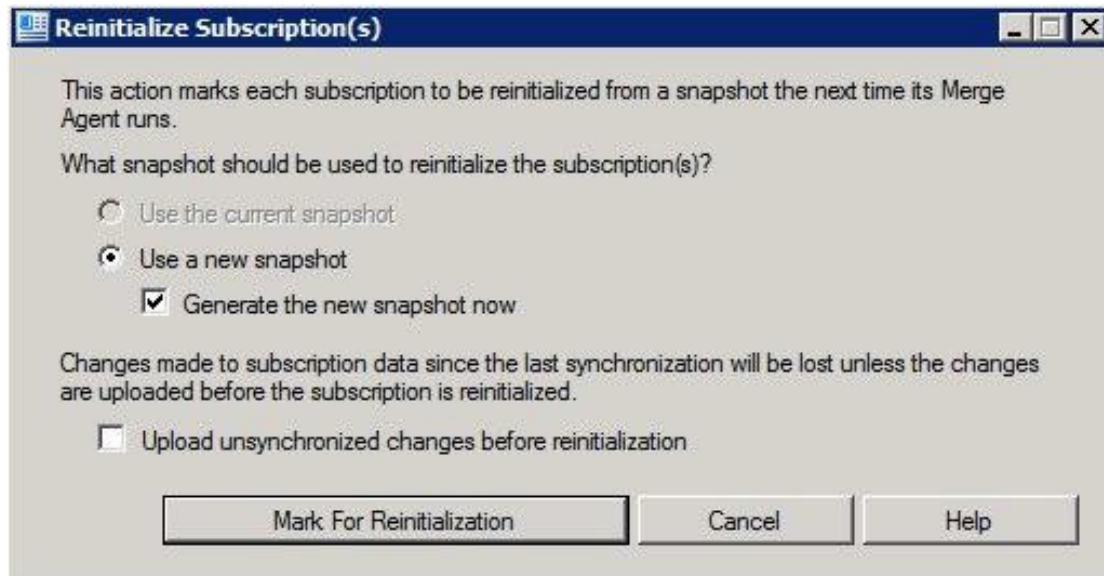 Reinitialize Subscription(s)
This action marks each subscription to be reinitialized from a snapshot the next time its Merge
Agent runs.
What snapshot should be used to reinitialize the subscription(s)?
Use the current snapshot
Use a new snapshot
Generate the new snapshot now
Changes made to subscription data since the last synchronization will be lost unless the changes
are uploaded before the subscription is reinitialized.
Upload unsynchronized changes before reinitialization
Mark For Reinitialization Cancel Help